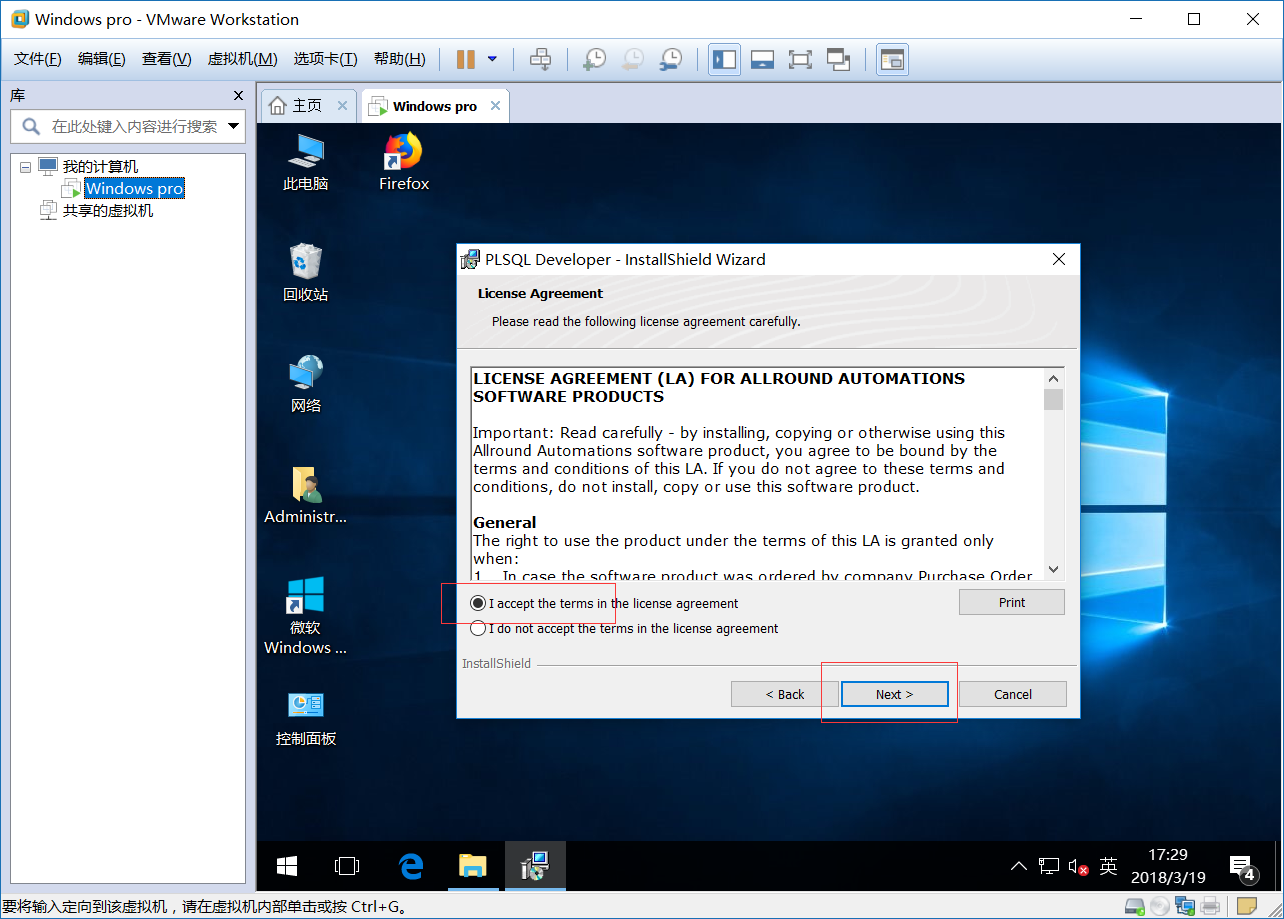 Windows pro - VMware Workstation
文件(F) 编辑(E) 查看(V) 虚拟机(M) 选项卡(T) 帮助(H)
库
在此处键入内容进行搜索
我的计算机
Windows pro
共享的虚拟机
主页
Windows pro
此电脑
Firefox
回收站
网络
Administr...
微软
Windows ...
控制面板
PLSQL Developer - InstallShield Wizard
License Agreement
Please read the following license agreement carefully.
LICENSE AGREEMENT (LA) FOR ALLROUND AUTOMATIONS
SOFTWARE PRODUCTS
Important: Read carefully - by installing, copying or otherwise using this
Allround Automations software product, you agree to be bound by the
terms and conditions of this LA. If you do not agree to these terms and
conditions, do not install, copy or use this software product.
General
The right to use the product under the terms of this LA is granted only
when:
1. In case the software product was ordered by company Purchase Order
I accept the terms in the license agreement
Print
I do not accept the terms in the license agreement
InstallShield
< Back
Next >
Cancel
英
17:29
2018/3/19
4
要将输入定向到该虚拟机，请在虚拟机内部单击或按 Ctrl+G。